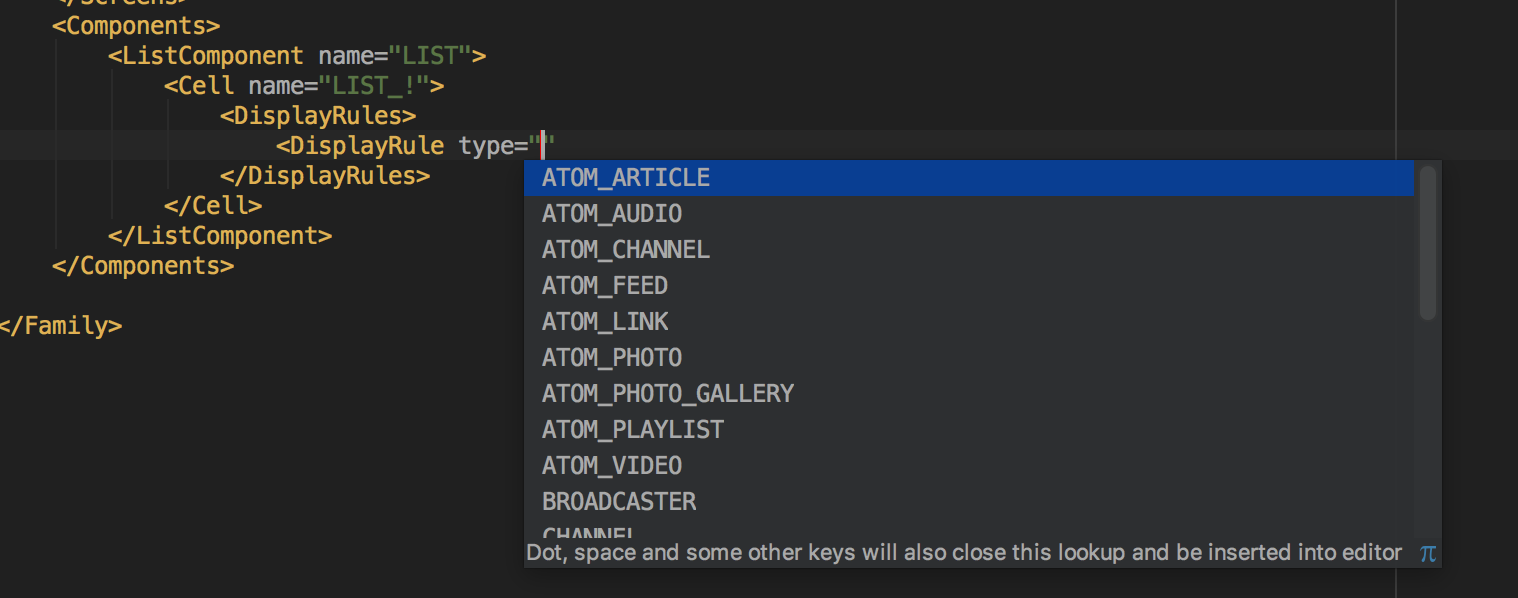 </Screens>
<Components>
<ListComponent name="LIST">
<Cell name="LIST_!">
<DisplayRules>
<DisplayRule type=""
</DisplayRules>
</Cell>
</ListComponent>
</Components>
</Family>
ATOM_ARTICLE
ATOM_AUDIO
ATOM_CHANNEL
ATOM_FEED
ATOM_LINK
ATOM_PHOTO
ATOM_PHOTO_GALLERY
ATOM_PLAYLIST
ATOM_VIDEO
BROADCASTER
CHANNEL
Dot, space and some other keys will also close this lookup and be inserted into editor π